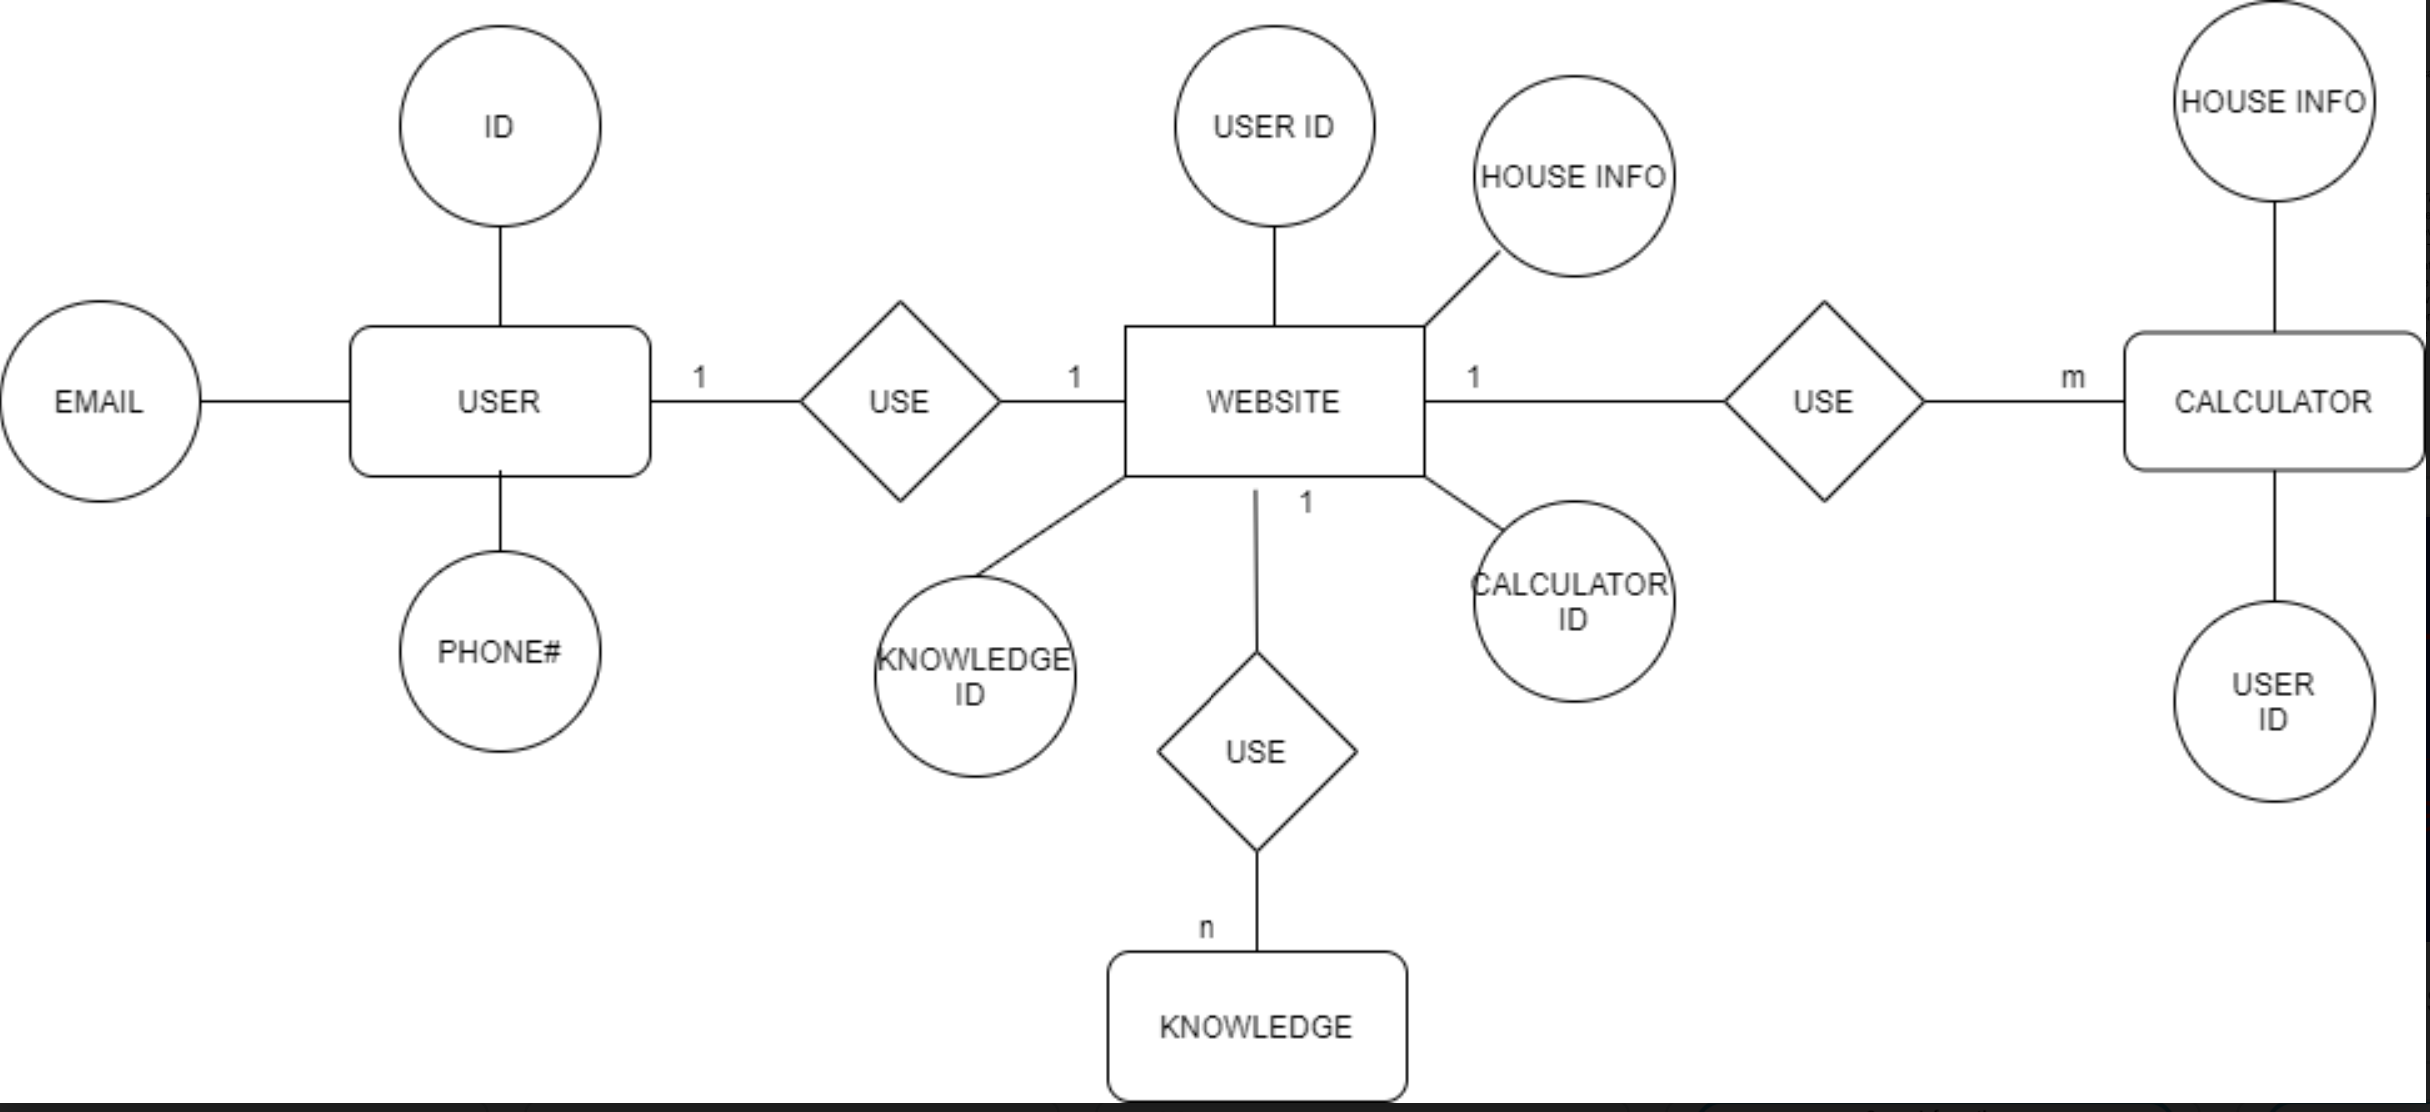 ID
USER ID
HOUSE INFO
HOUSE INFO
EMAIL
USER
1
USE
1
WEBSITE
1
USE
m
CALCULATOR
1
PHONE#
KNOWLEDGE
ID
CALCULATOR
ID
USE
USER
ID
n
KNOWLEDGE